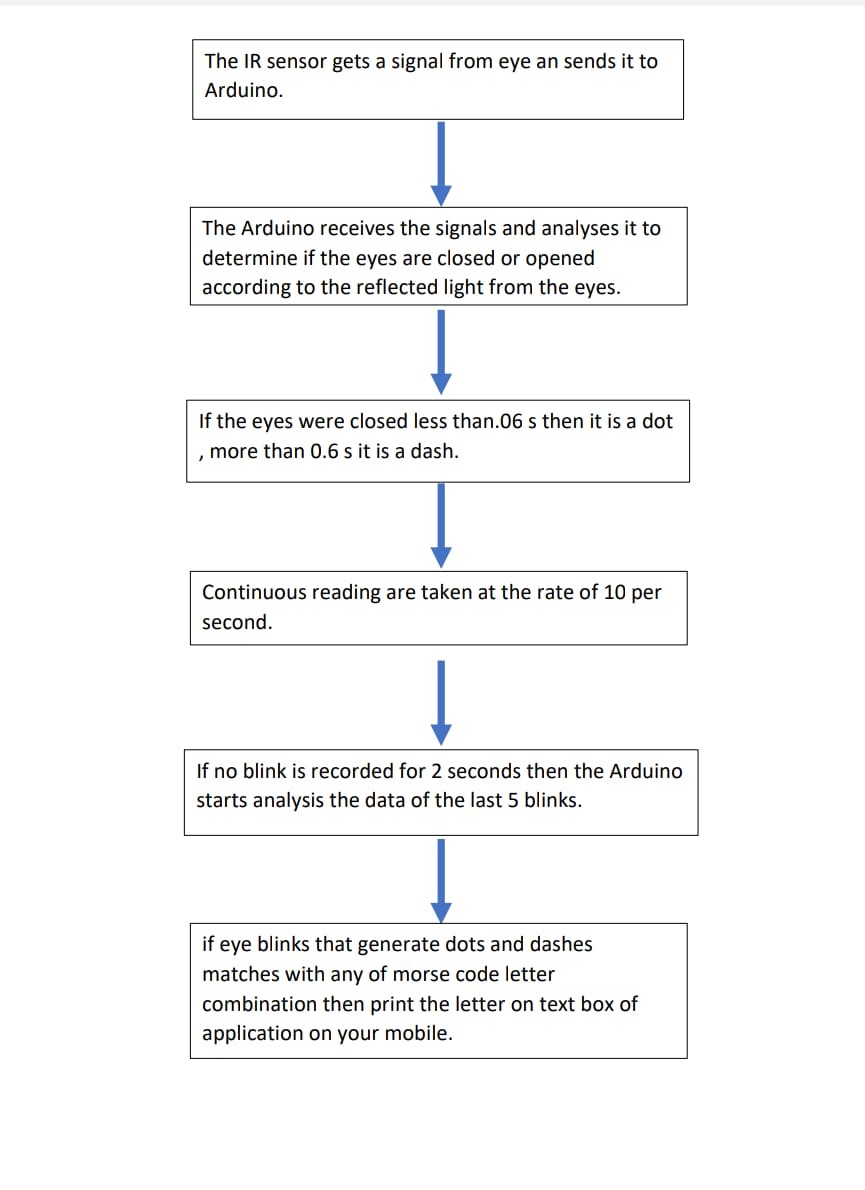 The IR sensor gets a signal from eye an sends it to
Arduino.
The Arduino receives the signals and analyses it to
determine if the eyes are closed or opened
according to the reflected light from the eyes.
If the eyes were closed less than.06 s then it is a dot
, more than 0.6 s it is a dash.
Continuous reading are taken at the rate of 10 per
second.
If no blink is recorded for 2 seconds then the Arduino
starts analysis the data of the last 5 blinks.
if eye blinks that generate dots and dashes
matches with any of morse code letter
combination then print the letter on text box of
application on your mobile.